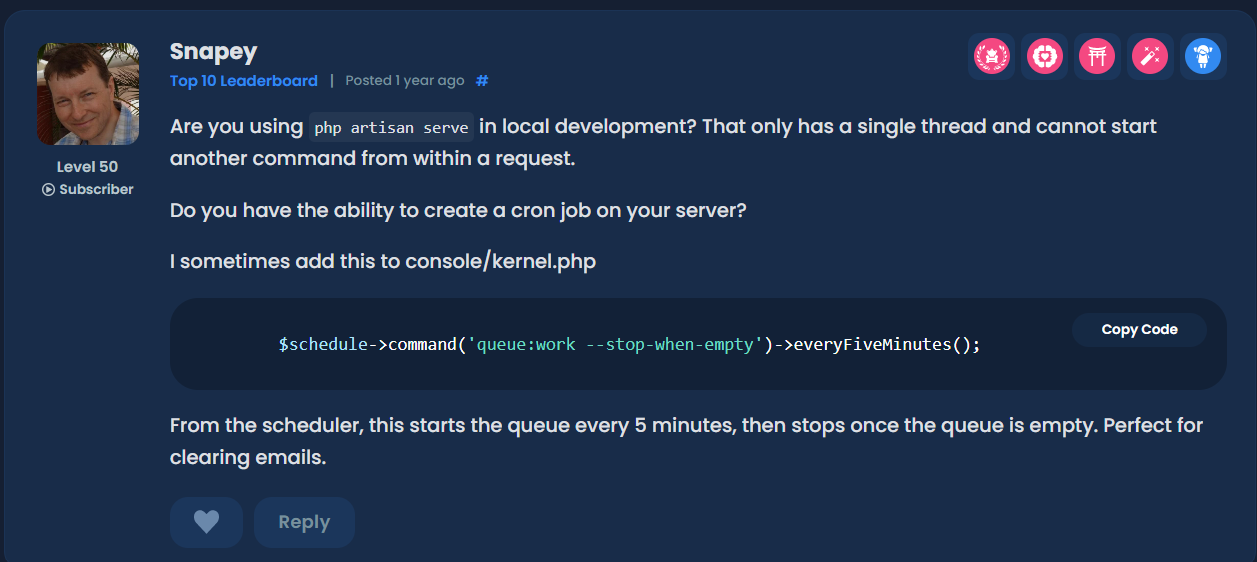 Snapey
Top 10 Leaderboard | Posted 1 year ago #
Level 50
Subscriber
Are you using php artisan serve in local development? That only has a single thread and cannot start
another command from within a request.
Do you have the ability to create a cron job on your server?
I sometimes add this to console/kernel.php
Copy Code
$schedule->command('queue:work --stop-when-empty')->everyFiveMinutes();
From the scheduler, this starts the queue every 5 minutes, then stops once the queue is empty. Perfect for
clearing emails.
Reply